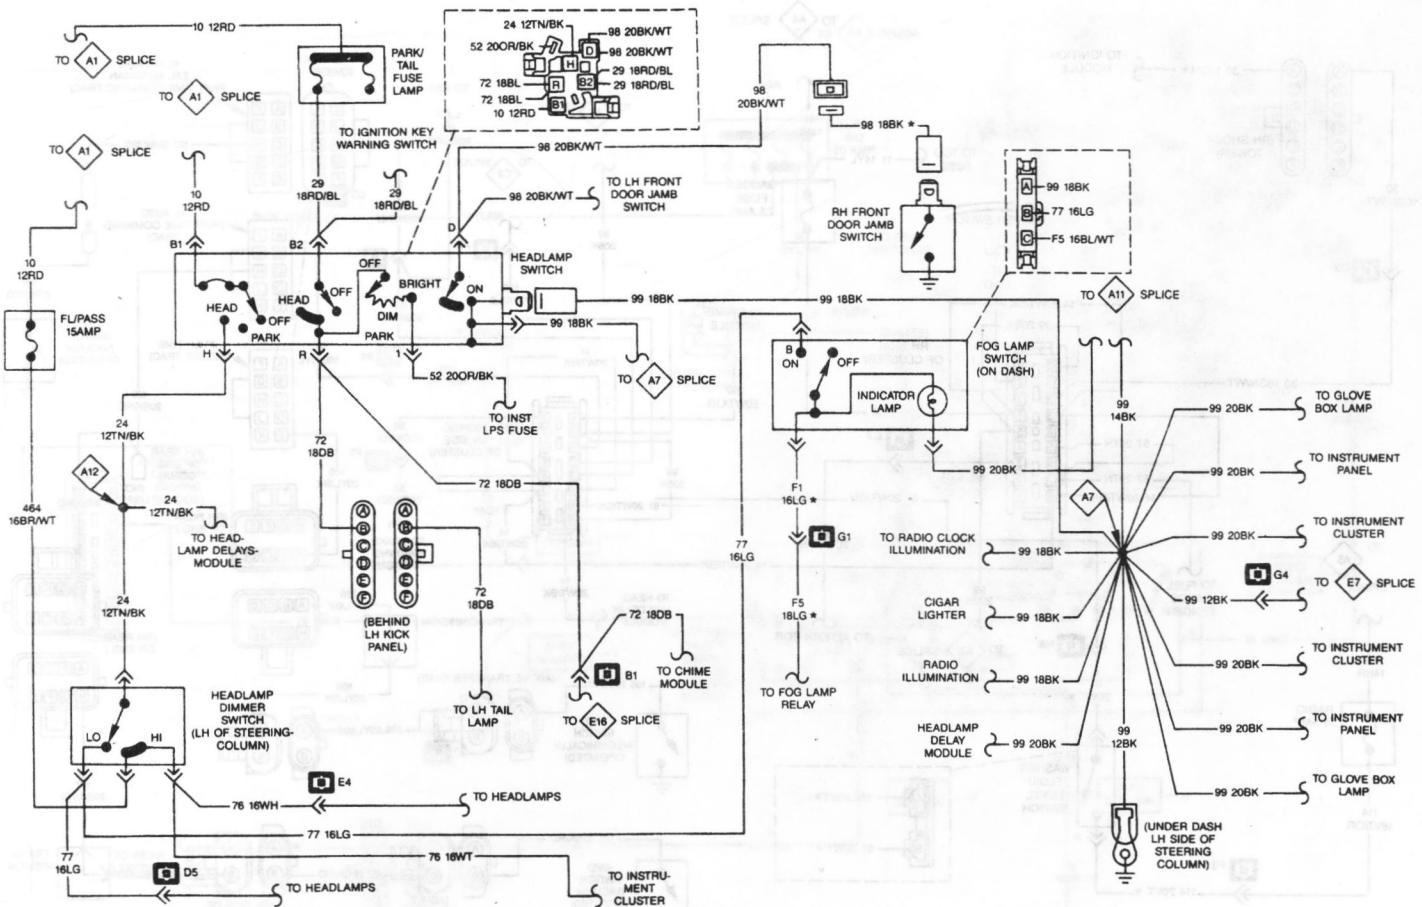 10 12RD
TO A1 SPLICE
TO A1 SPLICE
TO A1 SPLICE
PARK/
TAIL
FUSE
LAMP
24 12TN/BK
98 20BK/WT
52 20OR/BK
D
98 20BK/WT
H
29 18RD/BL
72 18BL
R
B2
29 18RD/BL
72 18BL
B1
10 12RD
TO IGNITION KEY
WARNING SWITCH
98 20BK/WT
98
20BK/WT
98 18BK *
10
12RD
29
18RD/BL
29
18RD/BL
98 20BK/WT
TO LH FRONT
DOOR JAMB
SWITCH
D
RH FRONT
DOOR JAMB
SWITCH
A
99 18BK
B
77 16LG
C
F5 16BL/WT
B1
B2
D
10
12RD
OFF
HEADLAMP
SWITCH
BRIGHT
ON
HEAD
OFF
HEAD
OFF
DIM
PARK
PARK
H
R
1
99 18BK
99 18BK
99 18BK
TO A11 SPLICE
FL/PASS
15AMP
TO A7 SPLICE
B
ON
OFF
INDICATOR
LAMP
FOG LAMP
SWITCH
(ON DASH)
52 20OR/BK
TO INST
LPS FUSE
99
14BK
99 20BK
TO GLOVE
BOX LAMP
24
12TN/BK
72
18DB
A12
24
12TN/BK
TO HEAD-
LAMP DELAYS-
MODULE
464
16BR/WT
72 18DB
99 20BK
99 20BK
TO INSTRUMENT
PANEL
F1
16LG *
A7
G1
A
B
C
D
E
F
A
B
C
D
E
F
(BEHIND
LH KICK
PANEL)
77
16LG
TO RADIO CLOCK
ILLUMINATION
99 18BK
99 20BK
TO INSTRUMENT
CLUSTER
G4
TO E7 SPLICE
99 12BK
24
12TN/BK
72
18DB
72 18DB
F5
18LG *
CIGAR
LIGHTER
99 18BK
99 20BK
TO INSTRUMENT
CLUSTER
B1
TO CHIME
MODULE
TO FOG LAMP
RELAY
RADIO
ILLUMINATION
99 18BK
HEADLAMP
DIMMER
SWITCH
(LH OF STEERING-
COLUMN)
LO
HI
TO LH TAIL
LAMP
TO E16 SPLICE
HEADLAMP
DELAY
MODULE
99 20BK
99
12BK
99 20BK
TO INSTRUMENT
PANEL
E4
76 16WH
TO HEADLAMPS
99 20BK
TO GLOVE BOX
LAMP
77 16LG
77
16LG
76 16WT
D5
TO HEADLAMPS
TO INSTRU-
MENT
CLUSTER
(UNDER DASH
LH SIDE OF
STEERING
COLUMN)